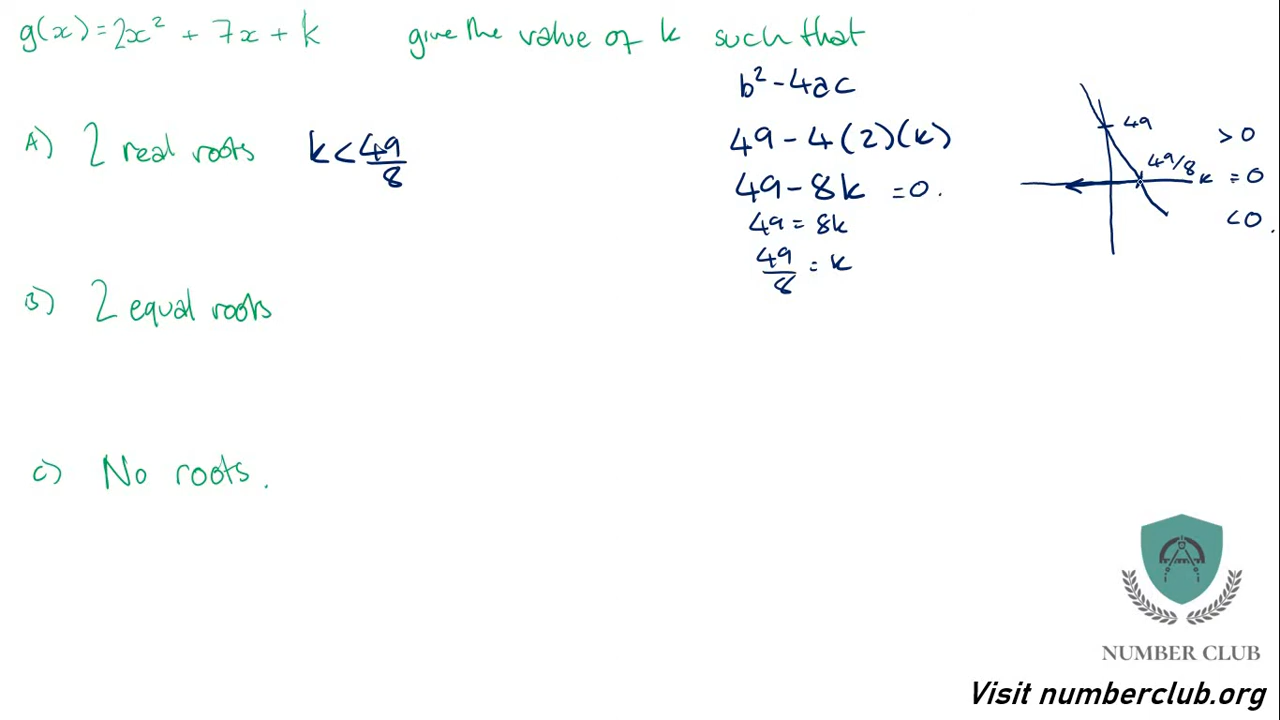 g(x) = 2x² + 7x + k give the value of k such that
b² - 4ac
A) 2 real roots k < 49/8
49 - 4(2)(k)
49 - 8k = 0.
49 = 8k
49/8 = k
49
49/8
k
> 0
= 0
< 0.
B) 2 equal roots
C) No roots.
NUMBER CLUB
Visit numberclub.org